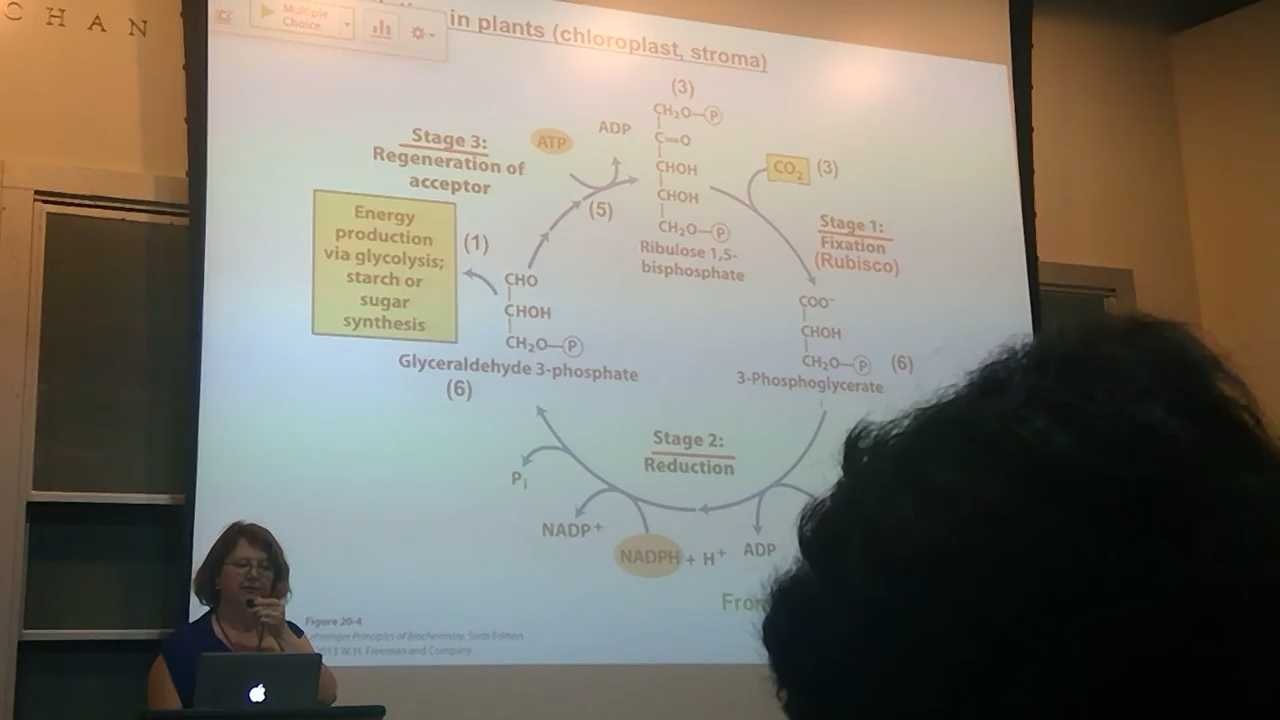 C H A N
Multiple
Choice
in plants (chloroplast, stroma)
(3)
CH₂O—P
C=O
CHOH
CHOH
CH₂O—P
Ribulose 1,5-
bisphosphate
ADP
ATP
Stage 3:
Regeneration of
acceptor
(5)
CO₂ (3)
Stage 1:
Fixation
(Rubisco)
Energy
production
via glycolysis;
starch or
sugar
synthesis
(1)
CHO
CHOH
CH₂O—P
Glyceraldehyde 3-phosphate
(6)
COO⁻
CHOH
CH₂O—P (6)
3-Phosphoglycerate
Stage 2:
Reduction
Pi
NADP⁺
NADPH + H⁺
ADP
Figure 20-4
Principles of Biochemistry, Sixth Edition
W. H. Freeman and Company